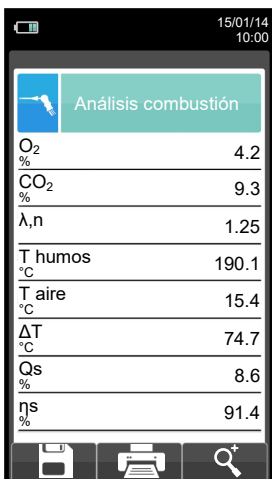 15/01/14
10:00
Análisis combustión
O₂ % 4.2
CO₂ % 9.3
λ,n 1.25
T humos °C 190.1
T aire °C 15.4
ΔT °C 74.7
Qs % 8.6
ηs % 91.4